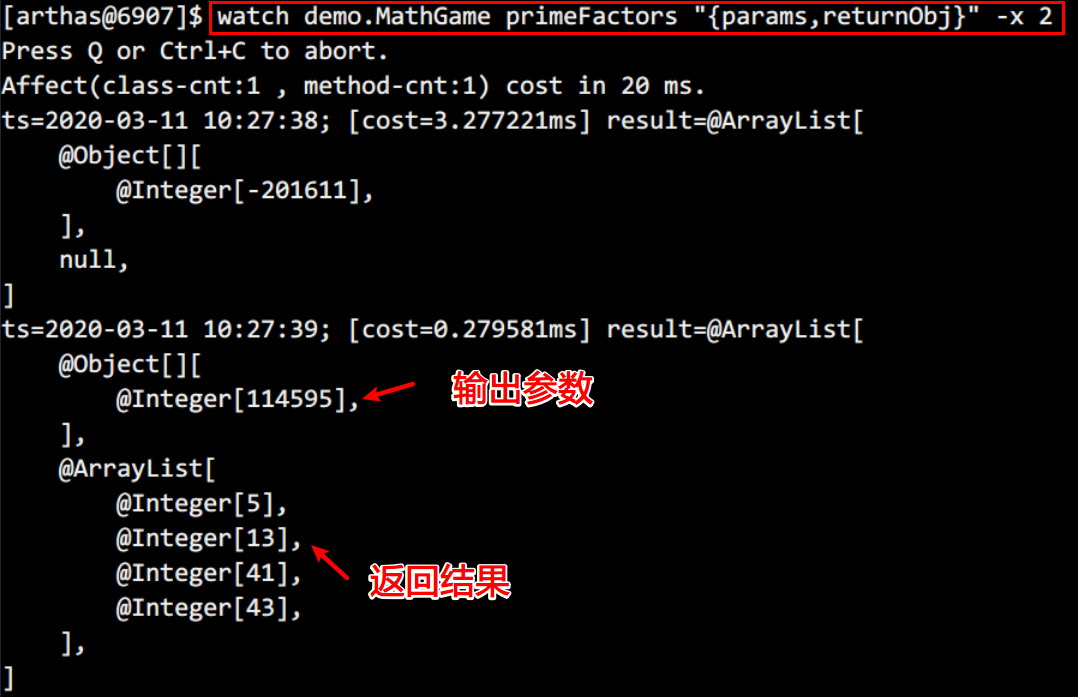 [arthas@6907]$ watch demo.MathGame primeFactors "{params,returnObj}" -x 2
Press Q or Ctrl+C to abort.
Affect(class-cnt:1 , method-cnt:1) cost in 20 ms.
ts=2020-03-11 10:27:38; [cost=3.277221ms] result=@ArrayList[
    @Object[][
        @Integer[-201611],
    ],
    null,
]
ts=2020-03-11 10:27:39; [cost=0.279581ms] result=@ArrayList[
    @Object[][
        @Integer[114595], 输出参数
    ],
    @ArrayList[
        @Integer[5],
        @Integer[13],
        @Integer[41], 返回结果
        @Integer[43],
    ],
]